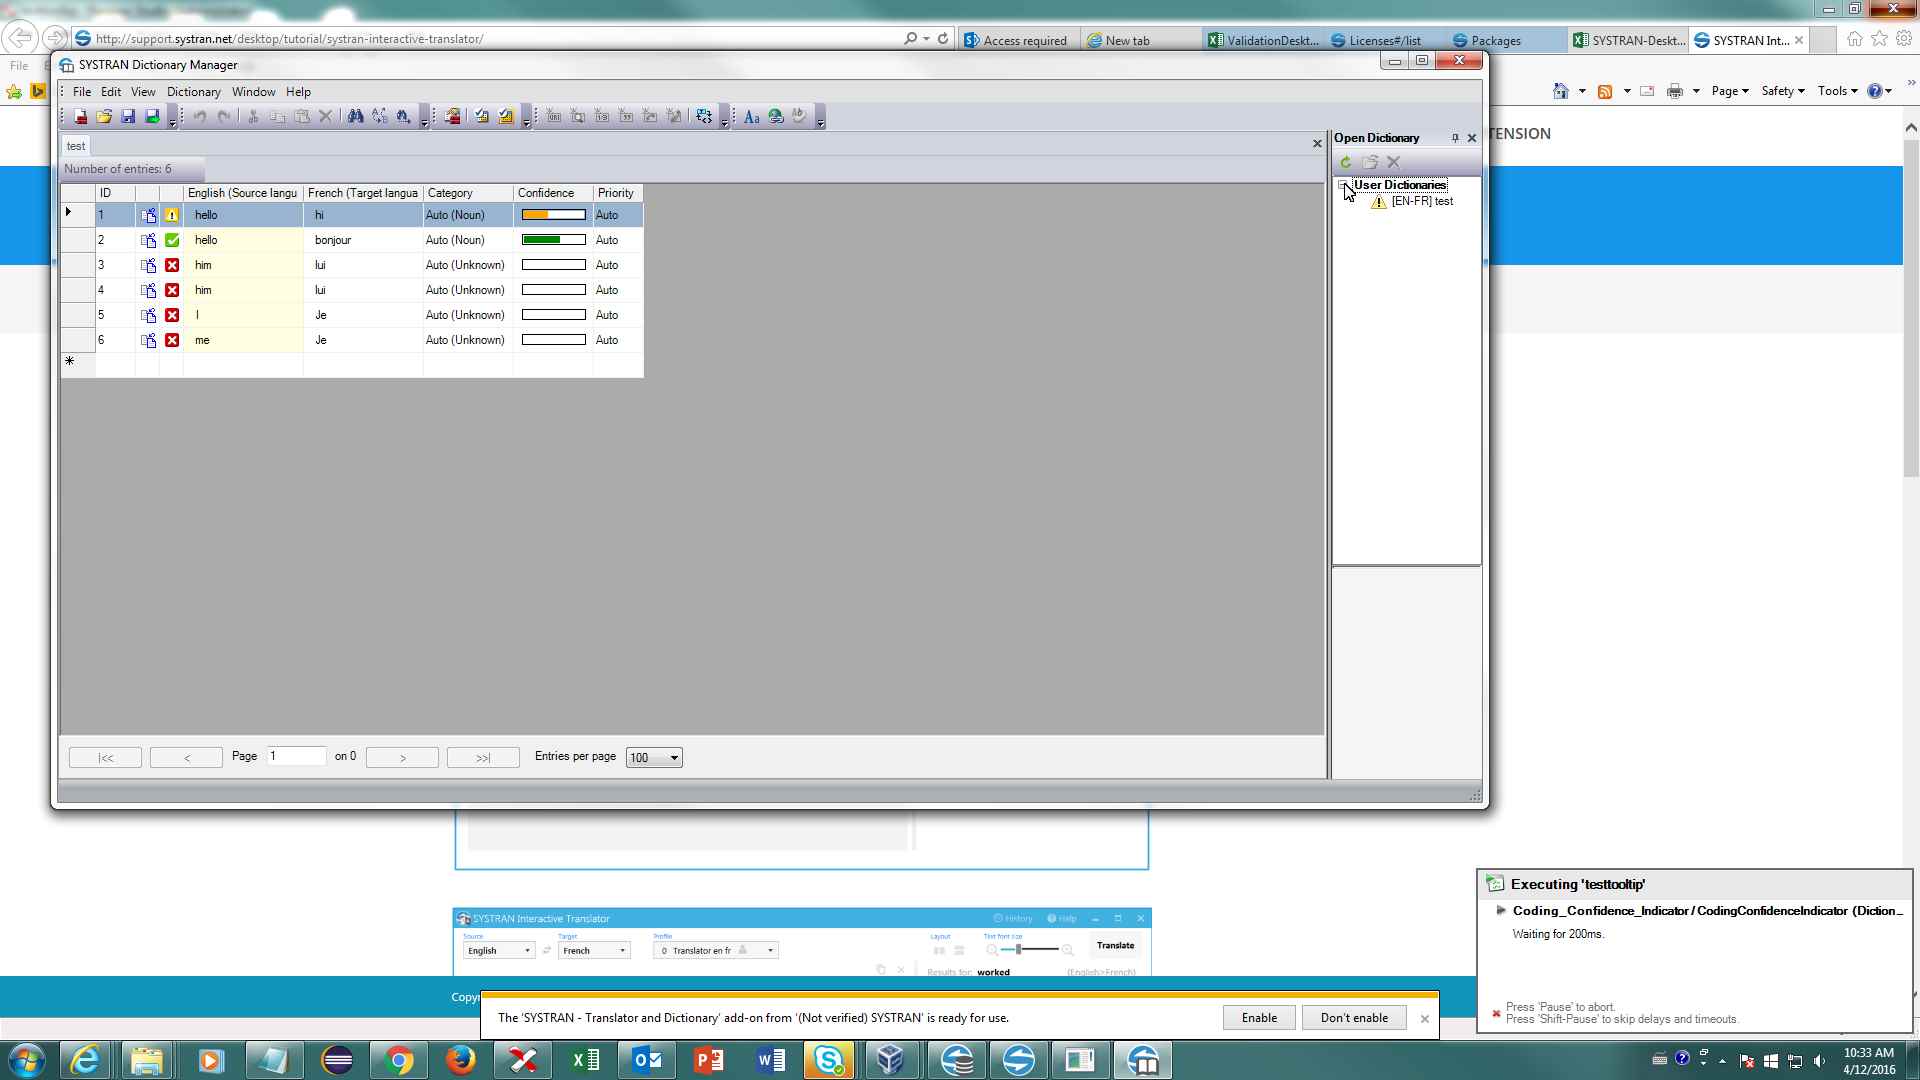 http://support.systran.net/desktop/tutorial/systran-interactive-translator/
Access required
New tab
ValidationDeskt...
Licenses#/list
Packages
SYSTRAN-Deskt...
SYSTRAN Int...
File
Page
Safety
Tools
TENSION
SYSTRAN Dictionary Manager
File Edit View Dictionary Window Help
test
Number of entries: 6
ID English (Source langu French (Target langua Category Confidence Priority
1 hello hi Auto (Noun) Auto
2 hello bonjour Auto (Noun) Auto
3 him lui Auto (Unknown) Auto
4 him lui Auto (Unknown) Auto
5 I Je Auto (Unknown) Auto
6 me Je Auto (Unknown) Auto
*
Open Dictionary
User Dictionaries
[EN-FR] test
|<< < Page 1 on 0 > >>| Entries per page 100
SYSTRAN Interactive Translator
History Help
Source Target Profile Layout Text font size
English French 0 Translator en fr Translate
Results for: worked (English>French)
Copy
The 'SYSTRAN - Translator and Dictionary' add-on from '(Not verified) SYSTRAN' is ready for use.
Enable
Don't enable
Executing 'testtooltip'
Coding_Confidence_Indicator / CodingConfidenceIndicator (Diction...
Waiting for 200ms.
Press 'Pause' to abort.
Press 'Shift-Pause' to skip delays and timeouts.
10:33 AM
4/12/2016